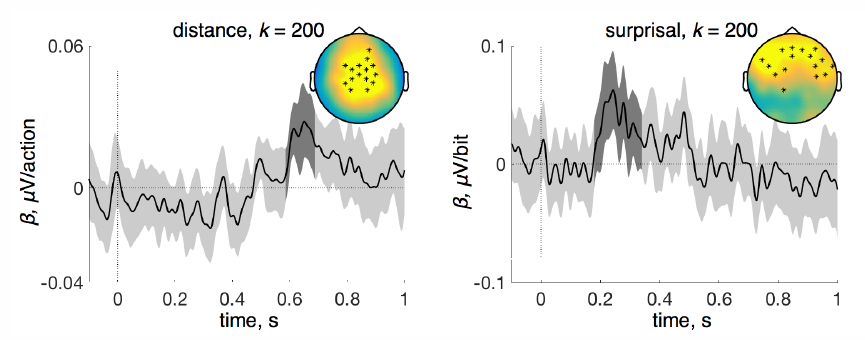 distance, k = 200
0.06
0
-0.04
β, μV/action
0 0.2 0.4 0.6 0.8 1
time, s
surprisal, k = 200
0.1
0
-0.1
β, μV/bit
0 0.2 0.4 0.6 0.8 1
time, s